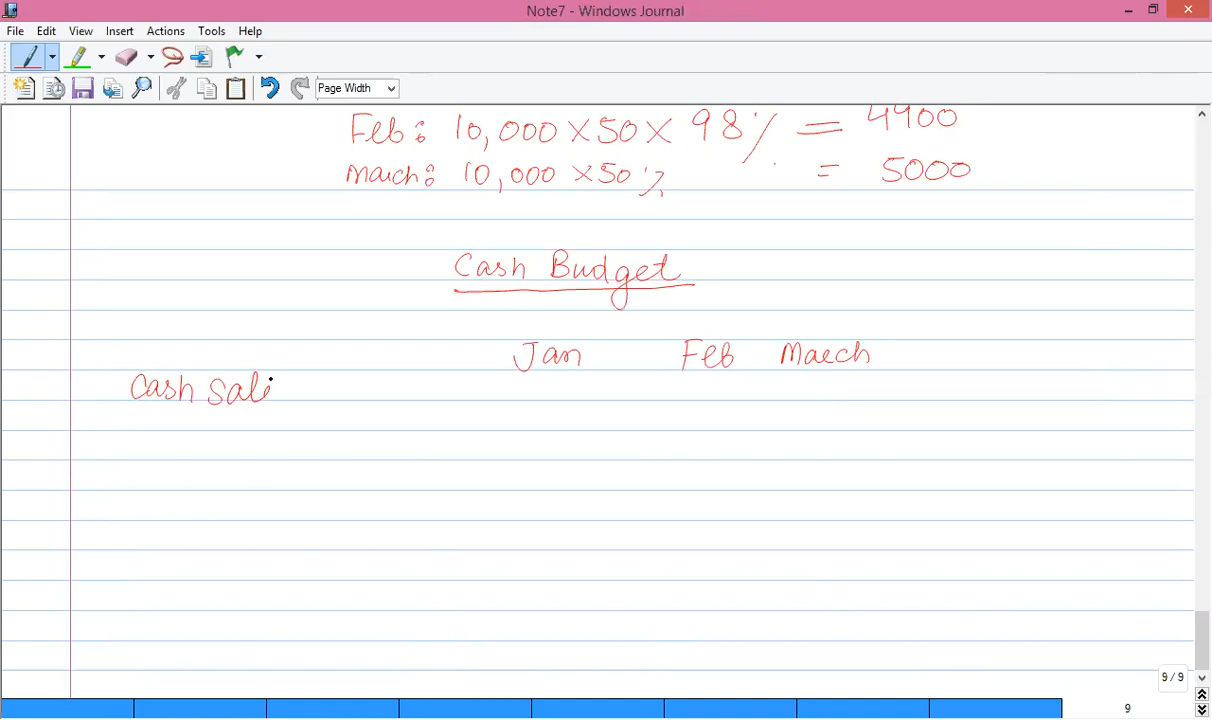 Note7 - Windows Journal
File Edit View Insert Actions Tools Help
Page Width
Feb: 10,000 X 50 X 98% = 4900
March: 10,000 X 50% = 5000
Cash Budget
Jan Feb March
Cash Sali
9 / 9
9